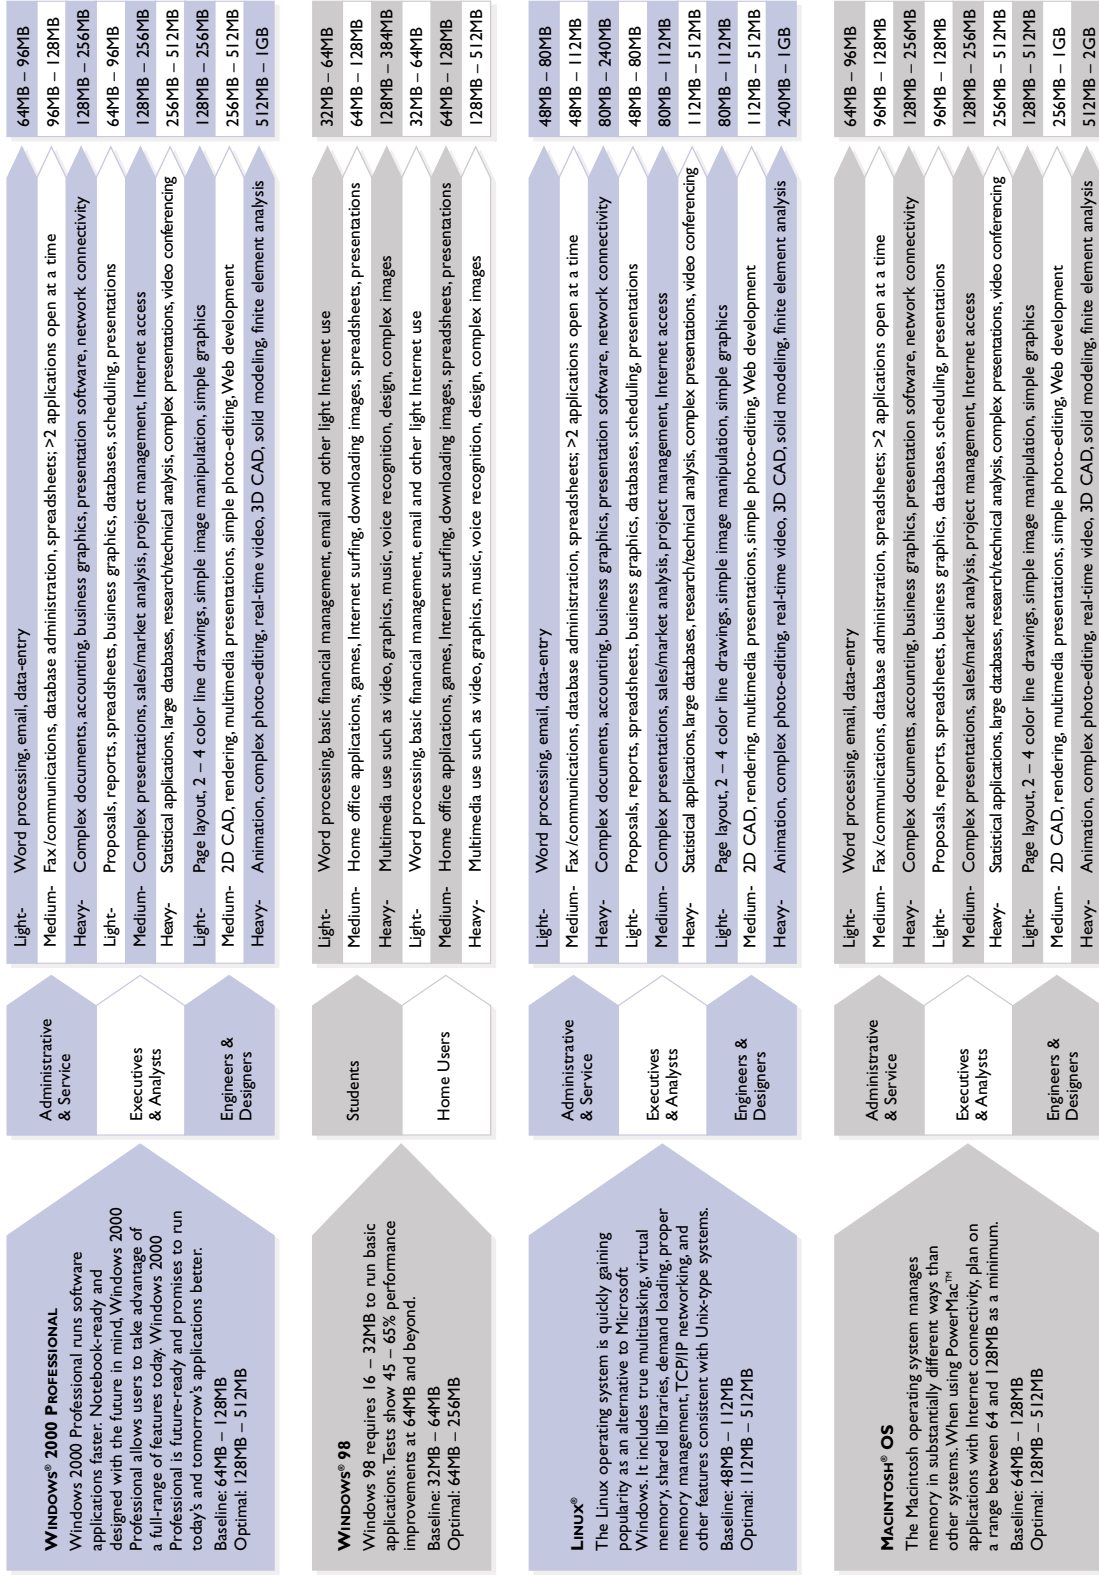 WINDOWS® 2000 PROFESSIONAL
Windows 2000 Professional runs software
applications faster. Notebook-ready and
designed with the future in mind, Windows 2000
Professional allows users to take advantage of
a full-range of features today. Windows 2000
Professional is future-ready and promises to run
today's and tomorrow's applications better.
Baseline: 64MB – 128MB
Optimal: 128MB – 512MB
Administrative
& Service
Light- Word processing, email, data-entry 64MB – 96MB
Medium- Fax /communications, database administration, spreadsheets; >2 applications open at a time 96MB – 128MB
Heavy- Complex documents, accounting, business graphics, presentation software, network connectivity 128MB – 256MB
Executives
& Analysts
Light- Proposals, reports, spreadsheets, business graphics, databases, scheduling, presentations 64MB – 96MB
Medium- Complex presentations, sales/market analysis, project management, Internet access 128MB – 256MB
Heavy- Statistical applications, large databases, research/technical analysis, complex presentations, video conferencing 256MB – 512MB
Engineers &
Designers
Light- Page layout, 2 – 4 color line drawings, simple image manipulation, simple graphics 128MB – 256MB
Medium- 2D CAD, rendering, multimedia presentations, simple photo-editing, Web development 256MB – 512MB
Heavy- Animation, complex photo-editing, real-time video, 3D CAD, solid modeling, finite element analysis 512MB – 1GB
WINDOWS® 98
Windows 98 requires 16 – 32MB to run basic
applications. Tests show 45 – 65% performance
improvements at 64MB and beyond.
Baseline: 32MB – 64MB
Optimal: 64MB – 256MB
Students
Light- Word processing, basic financial management, email and other light Internet use 32MB – 64MB
Medium- Home office applications, games, Internet surfing, downloading images, spreadsheets, presentations 64MB – 128MB
Heavy- Multimedia use such as video, graphics, music, voice recognition, design, complex images 128MB – 384MB
Home Users
Light- Word processing, basic financial management, email and other light Internet use 32MB – 64MB
Medium- Home office applications, games, Internet surfing, downloading images, spreadsheets, presentations 64MB – 128MB
Heavy- Multimedia use such as video, graphics, music, voice recognition, design, complex images 128MB – 512MB
LINUX®
The Linux operating system is quickly gaining
popularity as an alternative to Microsoft
Windows. It includes true multitasking, virtual
memory, shared libraries, demand loading, proper
memory management, TCP/IP networking, and
other features consistent with Unix-type systems.
Baseline: 48MB – 112MB
Optimal: 112MB – 512MB
Administrative
& Service
Light- Word processing, email, data-entry 48MB – 80MB
Medium- Fax /communications, database administration, spreadsheets; >2 applications open at a time 48MB – 112MB
Heavy- Complex documents, accounting, business graphics, presentation software, network connectivity 80MB – 240MB
Executives
& Analysts
Light- Proposals, reports, spreadsheets, business graphics, databases, scheduling, presentations 48MB – 80MB
Medium- Complex presentations, sales/market analysis, project management, Internet access 80MB – 112MB
Heavy- Statistical applications, large databases, research/technical analysis, complex presentations, video conferencing 112MB – 512MB
Engineers &
Designers
Light- Page layout, 2 – 4 color line drawings, simple image manipulation, simple graphics 80MB – 112MB
Medium- 2D CAD, rendering, multimedia presentations, simple photo-editing, Web development 112MB – 512MB
Heavy- Animation, complex photo-editing, real-time video, 3D CAD, solid modeling, finite element analysis 240MB – 1GB
MACINTOSH® OS
The Macintosh operating system manages
memory in substantially different ways than
other systems. When using PowerMac™
applications with Internet connectivity, plan on
a range between 64 and 128MB as a minimum.
Baseline: 64MB – 128MB
Optimal: 128MB – 512MB
Administrative
& Service
Light- Word processing, email, data-entry 64MB – 96MB
Medium- Fax /communications, database administration, spreadsheets; >2 applications open at a time 96MB – 128MB
Heavy- Complex documents, accounting, business graphics, presentation software, network connectivity 128MB – 256MB
Executives
& Analysts
Light- Proposals, reports, spreadsheets, business graphics, databases, scheduling, presentations 96MB – 128MB
Medium- Complex presentations, sales/market analysis, project management, Internet access 128MB – 256MB
Heavy- Statistical applications, large databases, research/technical analysis, complex presentations, video conferencing 256MB – 512MB
Engineers &
Designers
Light- Page layout, 2 – 4 color line drawings, simple image manipulation, simple graphics 128MB – 512MB
Medium- 2D CAD, rendering, multimedia presentations, simple photo-editing, Web development 256MB – 1GB
Heavy- Animation, complex photo-editing, real-time video, 3D CAD, solid modeling, finite element analysis 512MB – 2GB